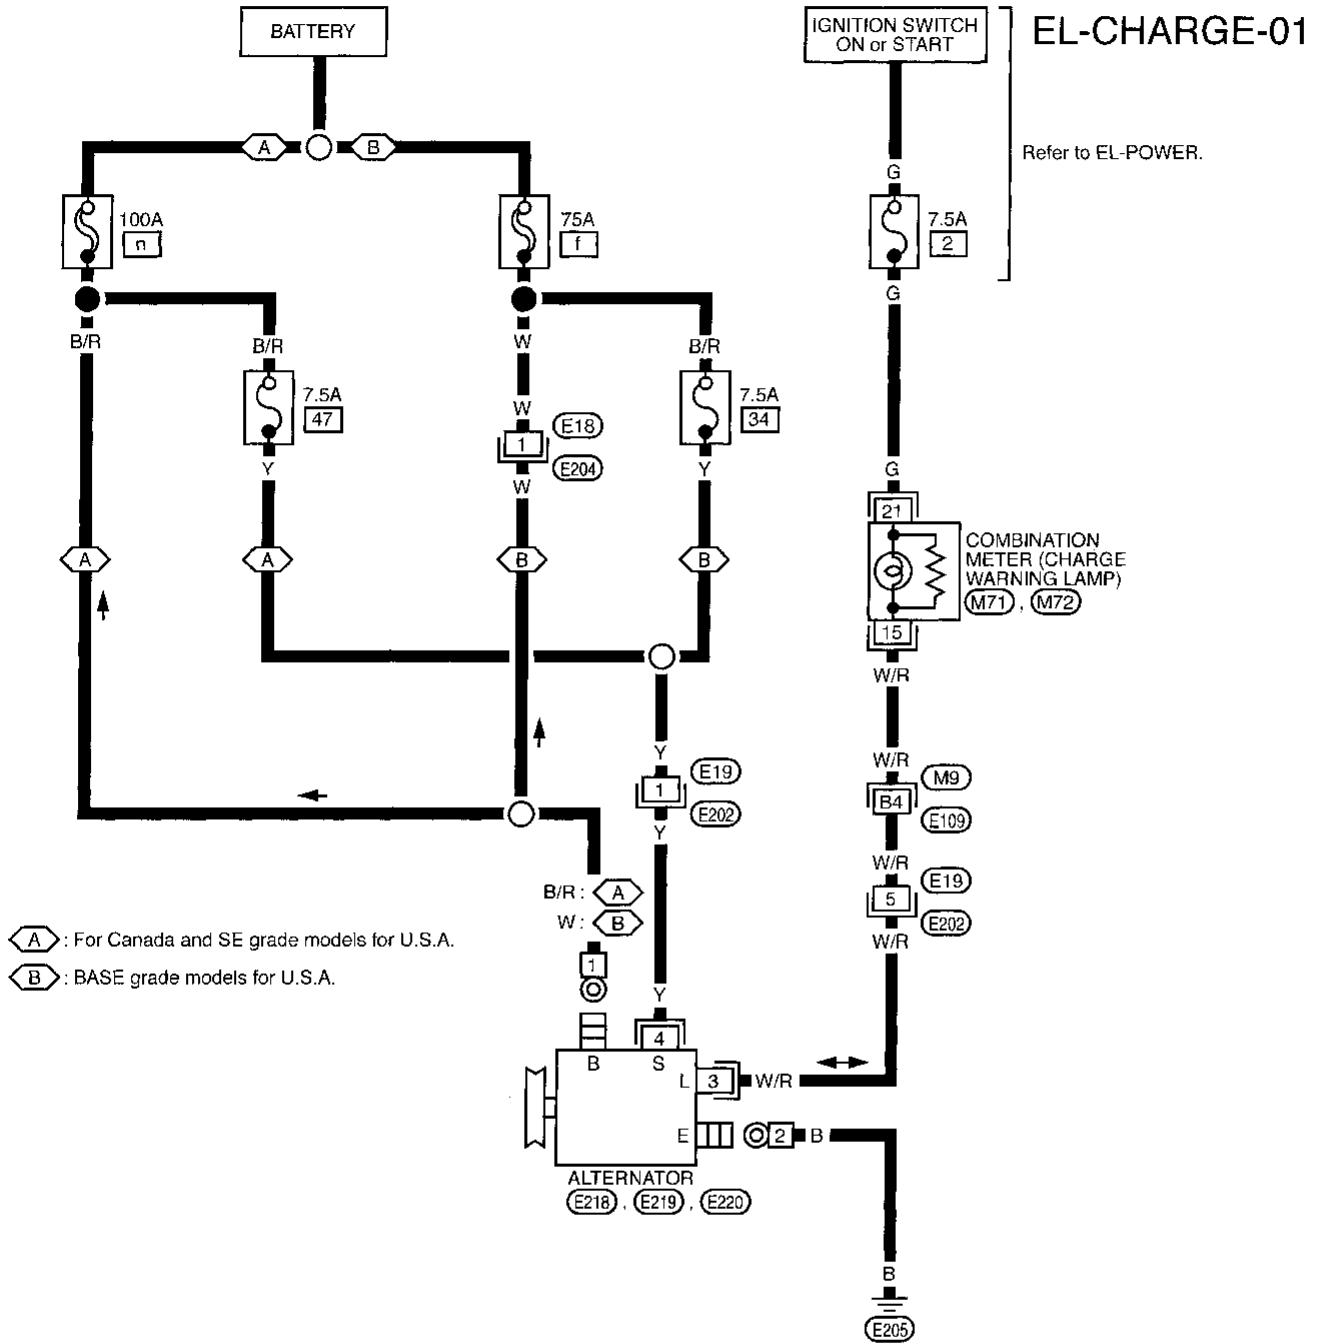 BATTERY
IGNITION SWITCH
ON or START
EL-CHARGE-01
Refer to EL-POWER.
A
B
G
100A
n
75A
f
7.5A
2
G
B/R
B/R
W
B/R
7.5A
47
W
E18
7.5A
34
1
Y
E204
Y
G
W
21
A
A
B
B
COMBINATION
METER (CHARGE
WARNING LAMP)
M71 , M72
15
W/R
Y
W/R
E19
M9
1
B4
E202
E109
Y
W/R
E19
B/R : A
5
W : B
E202
W/R
A : For Canada and SE grade models for U.S.A.
B : BASE grade models for U.S.A.
1
Y
4
B
S
L
3
W/R
E
2
B
ALTERNATOR
E218 , E219 , E220
B
E205